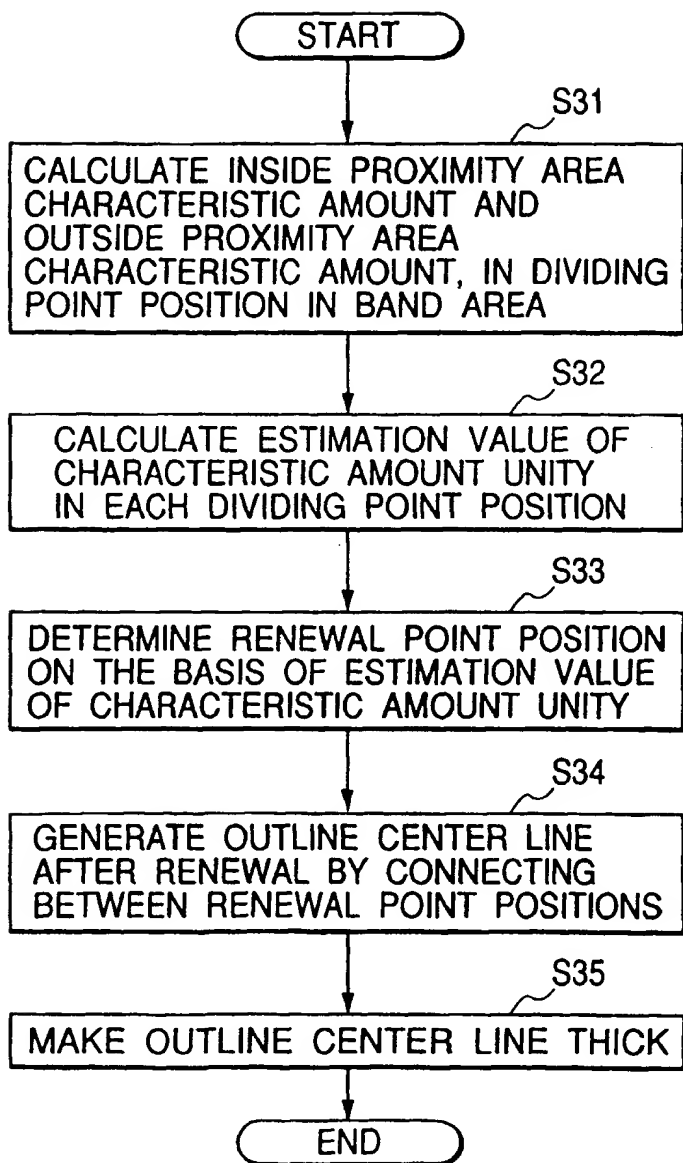 START
S31
CALCULATE INSIDE PROXIMITY AREA
CHARACTERISTIC AMOUNT AND
OUTSIDE PROXIMITY AREA
CHARACTERISTIC AMOUNT, IN DIVIDING
POINT POSITION IN BAND AREA
S32
CALCULATE ESTIMATION VALUE OF
CHARACTERISTIC AMOUNT UNITY
IN EACH DIVIDING POINT POSITION
S33
DETERMINE RENEWAL POINT POSITION
ON THE BASIS OF ESTIMATION VALUE
OF CHARACTERISTIC AMOUNT UNITY
S34
GENERATE OUTLINE CENTER LINE
AFTER RENEWAL BY CONNECTING
BETWEEN RENEWAL POINT POSITIONS
S35
MAKE OUTLINE CENTER LINE THICK
END